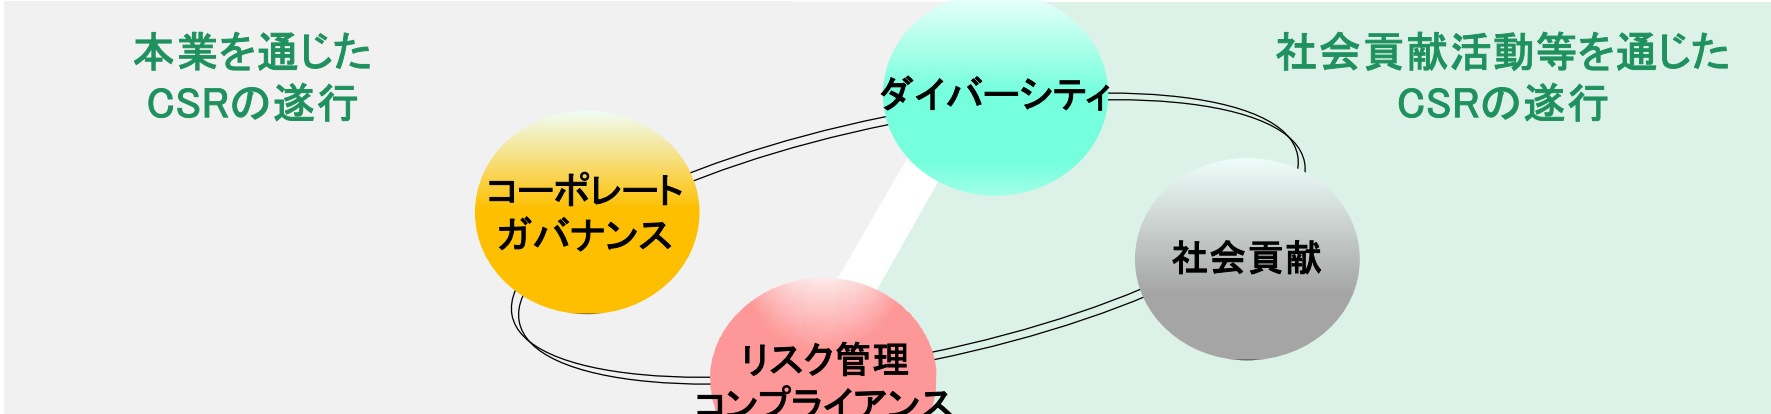 本業を通じた
CSRの遂行
ダイバーシティ
社会貢献活動等を通じた
CSRの遂行
コーポレート
ガバナンス
社会貢献
リスク管理
コンプライアンス